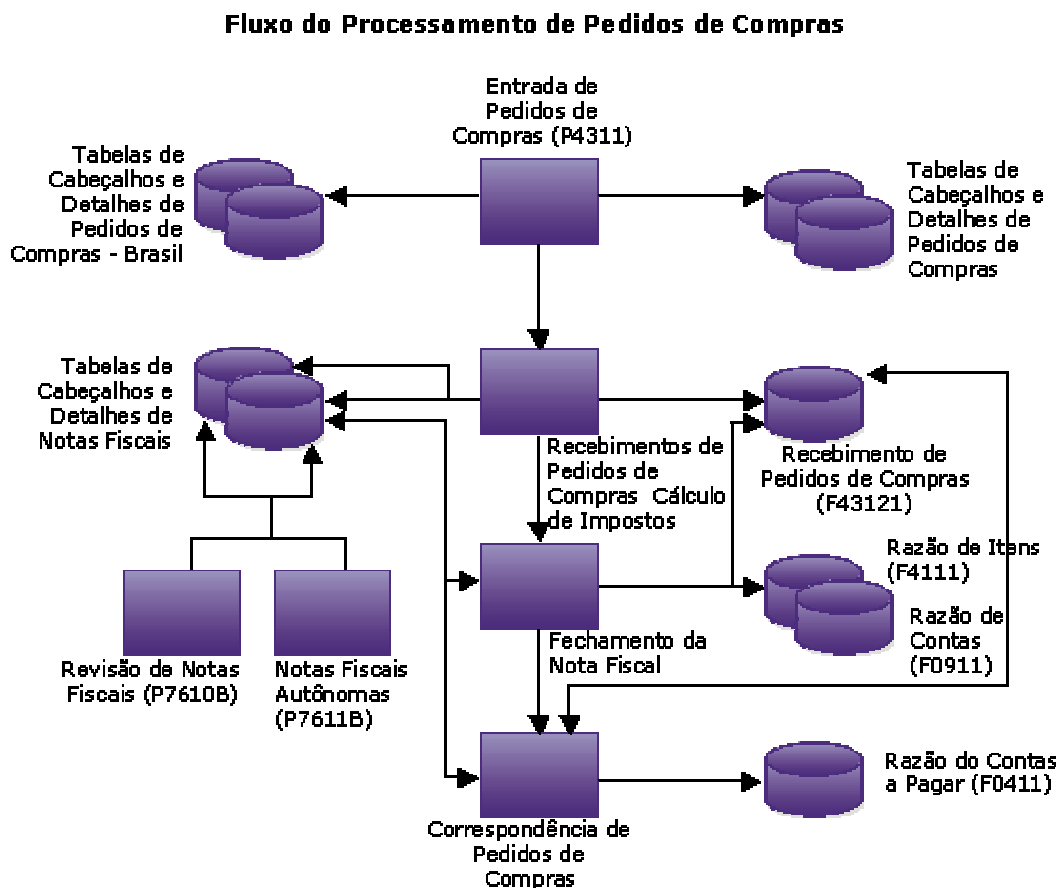 Fluxo do Processamento de Pedidos de Compras
Entrada de
Pedidos de
Compras (P4311)
Tabelas de
Cabeçalhos e
Detalhes de
Pedidos de
Compras - Brasil
Tabelas de
Cabeçalhos e
Detalhes de
Pedidos de
Compras
Tabelas de
Cabeçalhos e
Detalhes de
Notas Fiscais
Recebimentos de
Pedidos de
Compras Cálculo
de Impostos
Recebimento de
Pedidos de Compras
(F43121)
Razão de Itens
(F4111)
Razão de
Contas
(F0911)
Fechamento da
Nota Fiscal
Revisão de Notas
Fiscais (P7610B)
Notas Fiscais
Autônomas
(P7611B)
Razão do Contas
a Pagar (F0411)
Correspondência de
Pedidos de
Compras